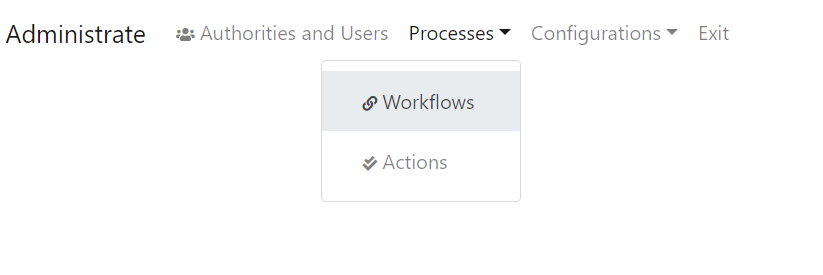 Administrate Authorities and Users Processes Configurations Exit
Workflows
Actions